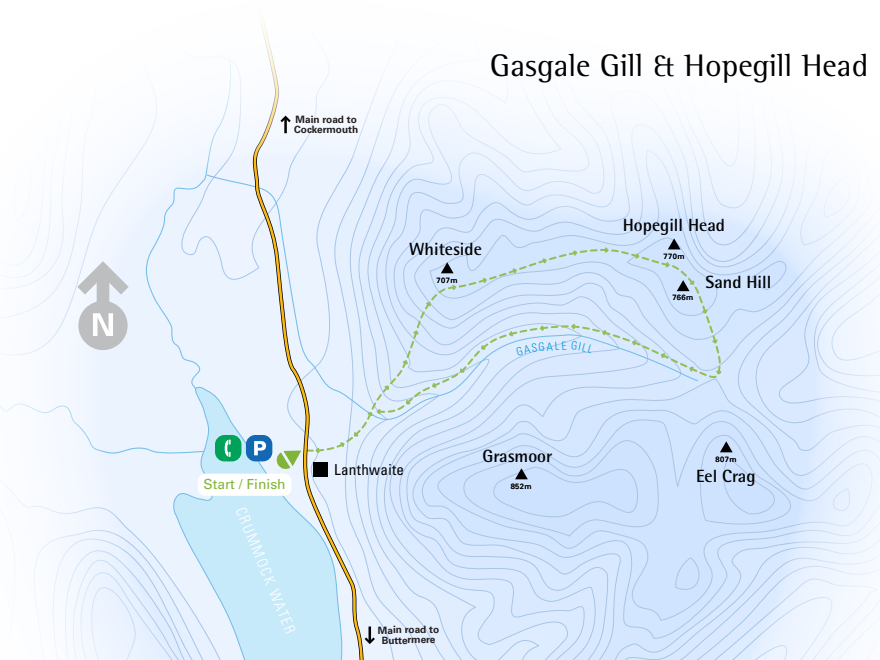 Gasgale Gill & Hopegill Head
Main road to
Cockermouth
Hopegill Head
770m
Whiteside
707m
Sand Hill
766m
N
GASGALE GILL
P
Start / Finish
Lanthwaite
Grasmoor
852m
807m
Eel Crag
CRUMMOCK WATER
Main road to
Buttermere